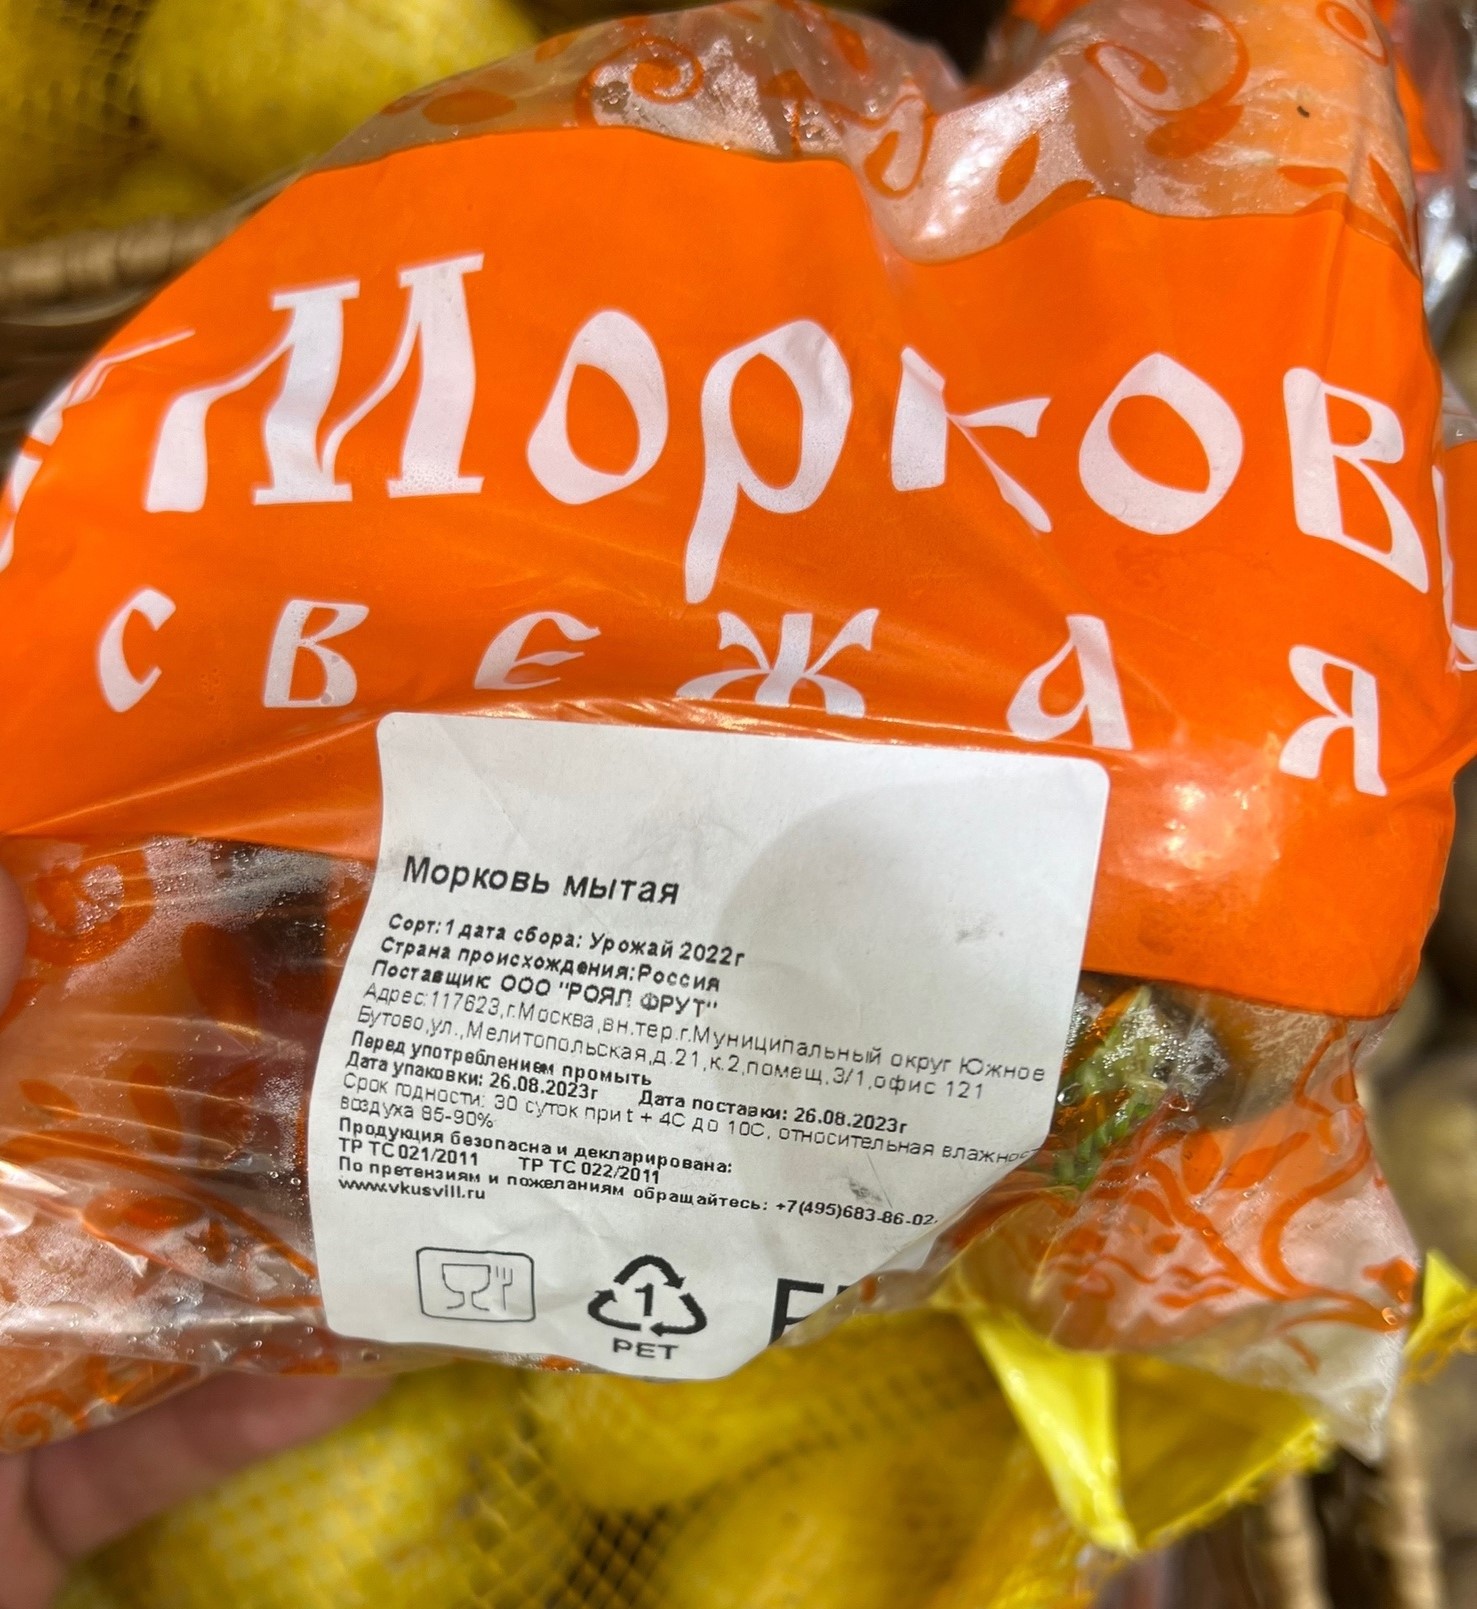 Морков
свежая
Морковь мытая
Сорт:1 дата сбора: Урожай 2022г
Страна происхождения:Россия
Поставщик: ООО "РОЯЛ ФРУТ"
Адрес:117623,г.Москва,вн.тер.г.Муниципальный округ Южное
Бутово,ул.,Мелитопольская,д.21,к.2,помещ,3/1,офис 121
Перед употреблением промыть
Дата упаковки: 26.08.2023г Дата поставки: 26.08.2023г
Срок годности: 30 суток при t + 4С до 10С, относительная влажнос
воздуха 85-90%
Продукция безопасна и декларирована:
ТР ТС 021/2011 ТР ТС 022/2011
По претензиям и пожеланиям обращайтесь: +7(495)683-86-02
www.vkusvill.ru
1
PET